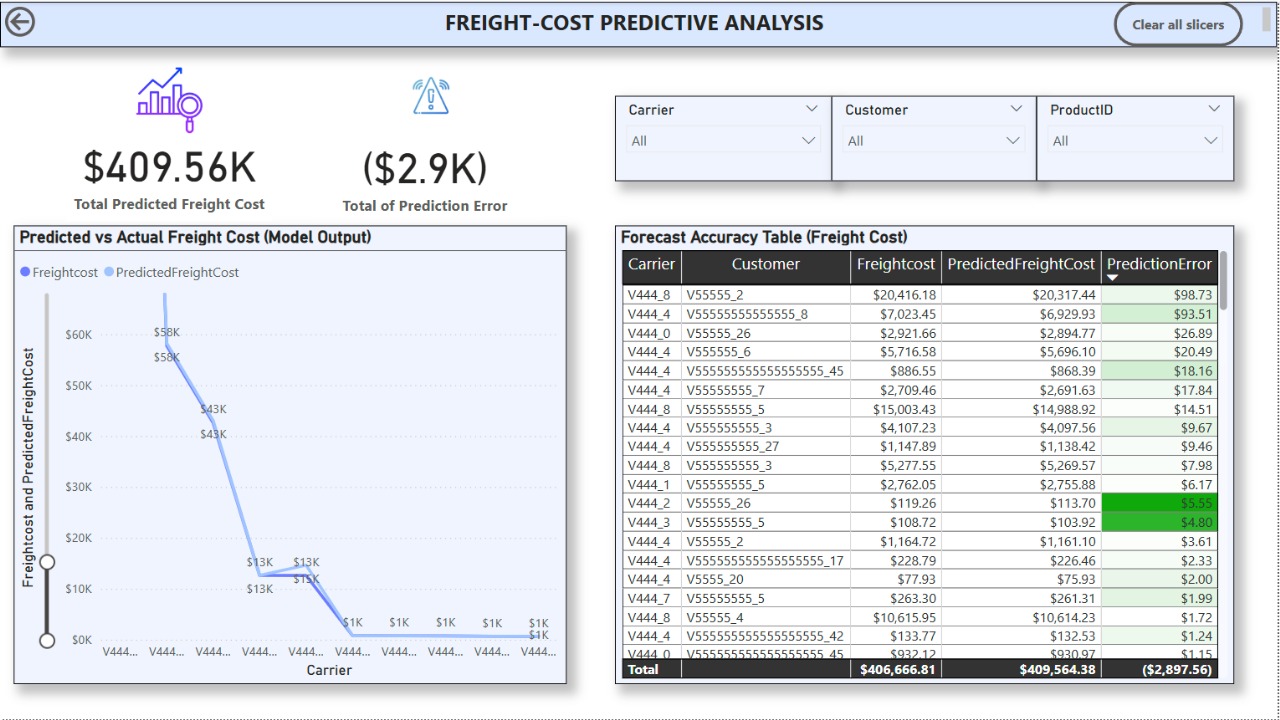 FREIGHT-COST PREDICTIVE ANALYSIS
Clear all slicers
$409.56K
Total Predicted Freight Cost
($2.9K)
Total of Prediction Error
Carrier
All
Customer
All
ProductID
All
Predicted vs Actual Freight Cost (Model Output)
Freightcost PredictedFreightCost
Freightcost and PredictedFreightCost
$60K
$50K
$40K
$30K
$20K
$10K
$0K
$58K
$58K
$43K
$43K
$13K
$13K
$13K
$15K
$1K
$1K
$1K
$1K
$1K
$1K
V444... V444... V444... V444... V444... V444... V444... V444... V444... V444...
Carrier
Forecast Accuracy Table (Freight Cost)
Carrier Customer Freightcost PredictedFreightCost PredictionError
V444_8 V55555_2 $20,416.18 $20,317.44 $98.73
V444_4 V55555555555555_8 $7,023.45 $6,929.93 $93.51
V444_0 V55555_26 $2,921.66 $2,894.77 $26.89
V444_4 V555555_6 $5,716.58 $5,696.10 $20.49
V444_4 V5555555555555555555_45 $886.55 $868.39 $18.16
V444_4 V55555555_7 $2,709.46 $2,691.63 $17.84
V444_8 V55555555_5 $15,003.43 $14,988.92 $14.51
V444_4 V555555555_3 $4,107.23 $4,097.56 $9.67
V444_4 V555555555_27 $1,147.89 $1,138.42 $9.46
V444_8 V555555555_3 $5,277.55 $5,269.57 $7.98
V444_1 V55555555_5 $2,762.05 $2,755.88 $6.17
V444_2 V55555_26 $119.26 $113.70 $5.55
V444_3 V55555555_5 $108.72 $103.92 $4.80
V444_4 V55555_2 $1,164.72 $1,161.10 $3.61
V444_4 V5555555555555555555_17 $228.79 $226.46 $2.33
V444_4 V5555_20 $77.93 $75.93 $2.00
V444_7 V55555555_5 $263.30 $261.31 $1.99
V444_8 V55555_4 $10,615.95 $10,614.23 $1.72
V444_4 V5555555555555555555_42 $133.77 $132.53 $1.24
V444_0 V5555555555555555555_45 $932.12 $930.97 $1.15
Total $406,666.81 $409,564.38 ($2,897.56)